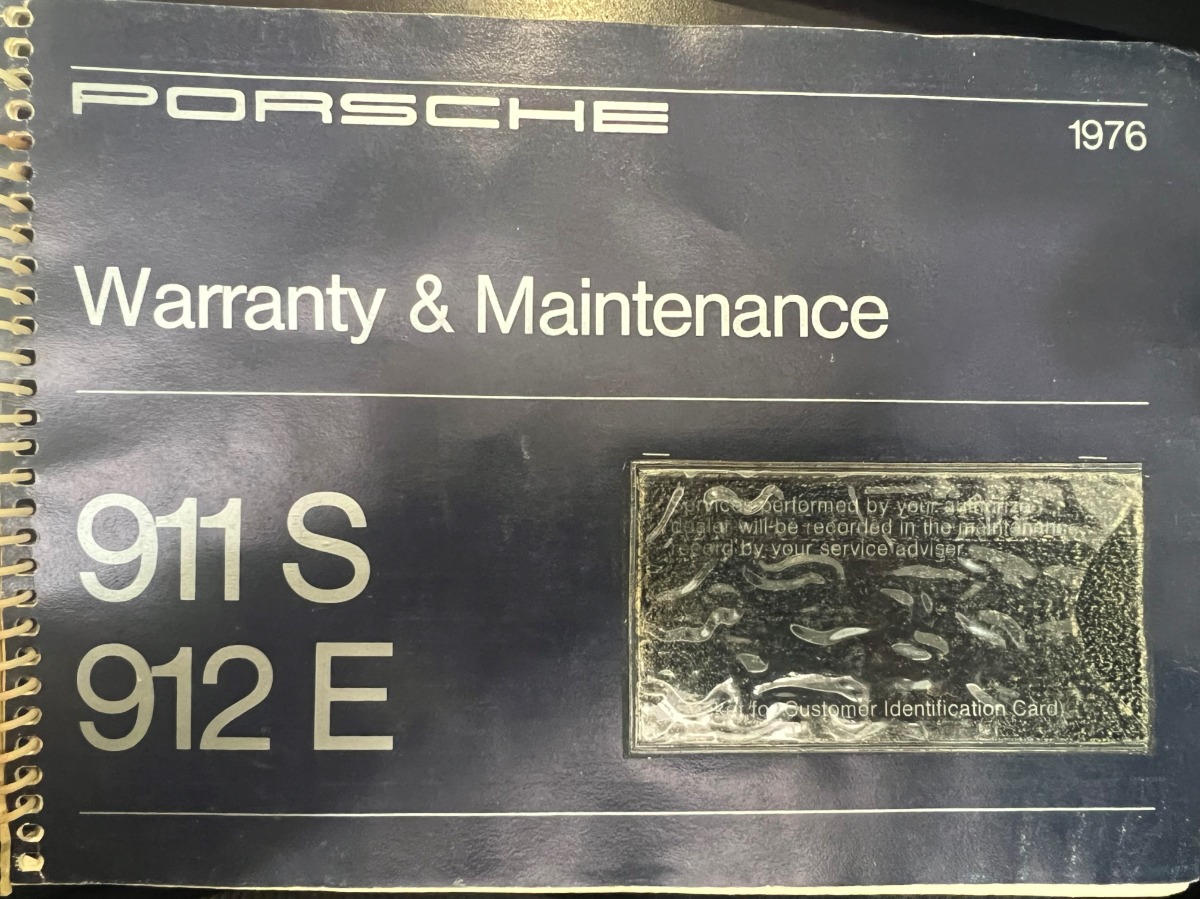 PORSCHE
1976
Warranty & Maintenance
911 S
912 E
Services performed by your authorized
dealer will be recorded in the maintenance
record by your service adviser.
for Customer Identification Card)